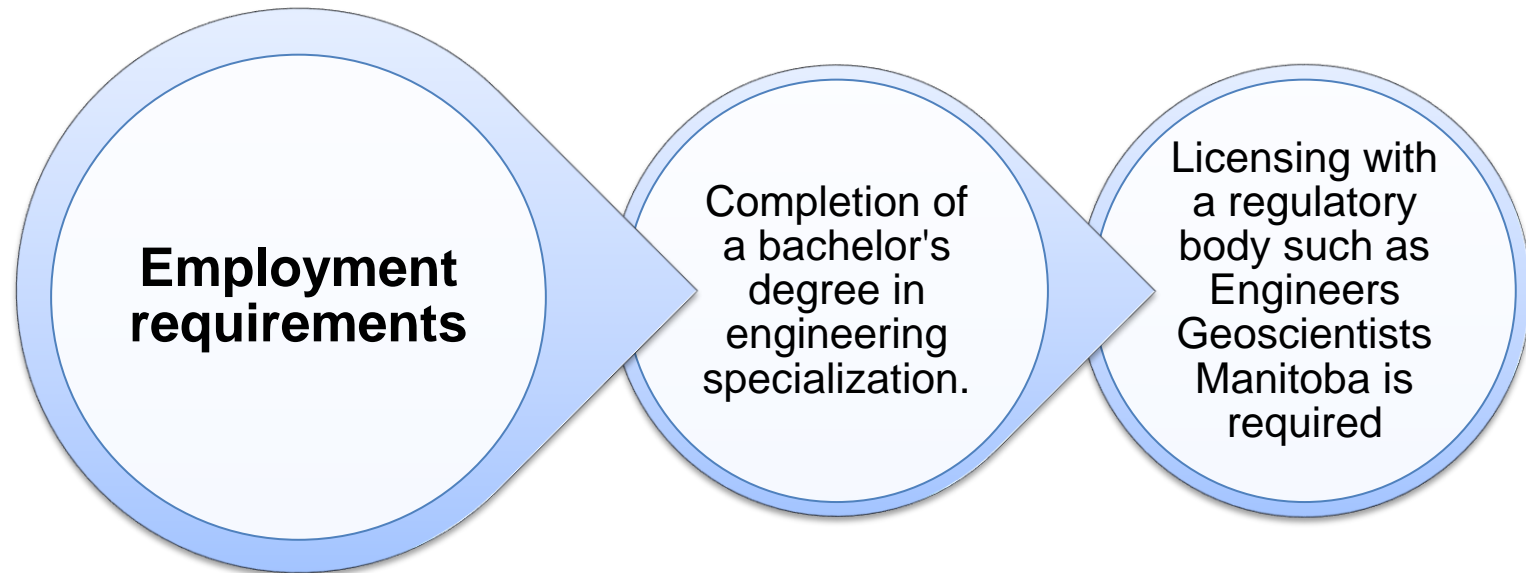 Employment
requirements
Completion of
a bachelor's
degree in
engineering
specialization.
Licensing with
a regulatory
body such as
Engineers
Geoscientists
Manitoba is
required